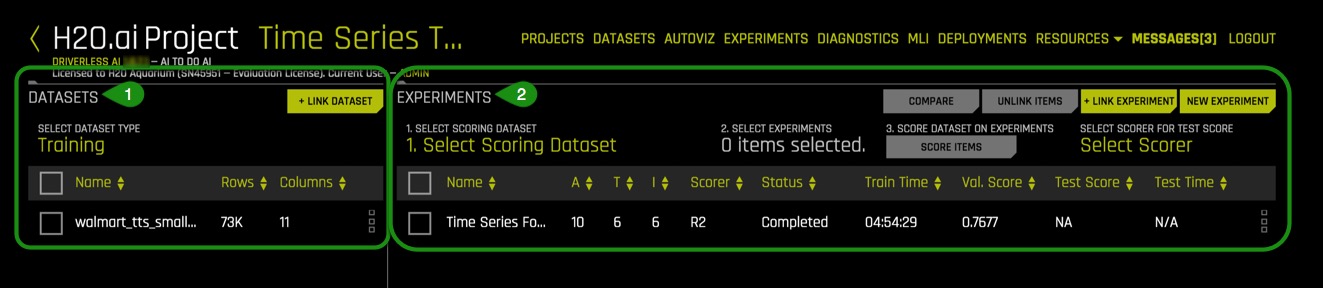 H2O.ai Project Time Series T...
PROJECTS DATASETS AUTOVIZ EXPERIMENTS DIAGNOSTICS MLI DEPLOYMENTS RESOURCES MESSAGES[3] LOGOUT
DRIVERLESS AI — AI TO DO AI
Licensed to H2O Aquarium (SN45951 — Evaluation License). Current User — ADMIN
DATASETS 1
+ LINK DATASET
SELECT DATASET TYPE
Training
Name Rows Columns
walmart_tts_small... 73K 11
EXPERIMENTS 2
COMPARE UNLINK ITEMS + LINK EXPERIMENT NEW EXPERIMENT
1. SELECT SCORING DATASET 2. SELECT EXPERIMENTS 3. SCORE DATASET ON EXPERIMENTS SELECT SCORER FOR TEST SCORE
1. Select Scoring Dataset 0 items selected. SCORE ITEMS Select Scorer
Name A T I Scorer Status Train Time Val. Score Test Score Test Time
Time Series Fo... 10 6 6 R2 Completed 04:54:29 0.7677 NA N/A